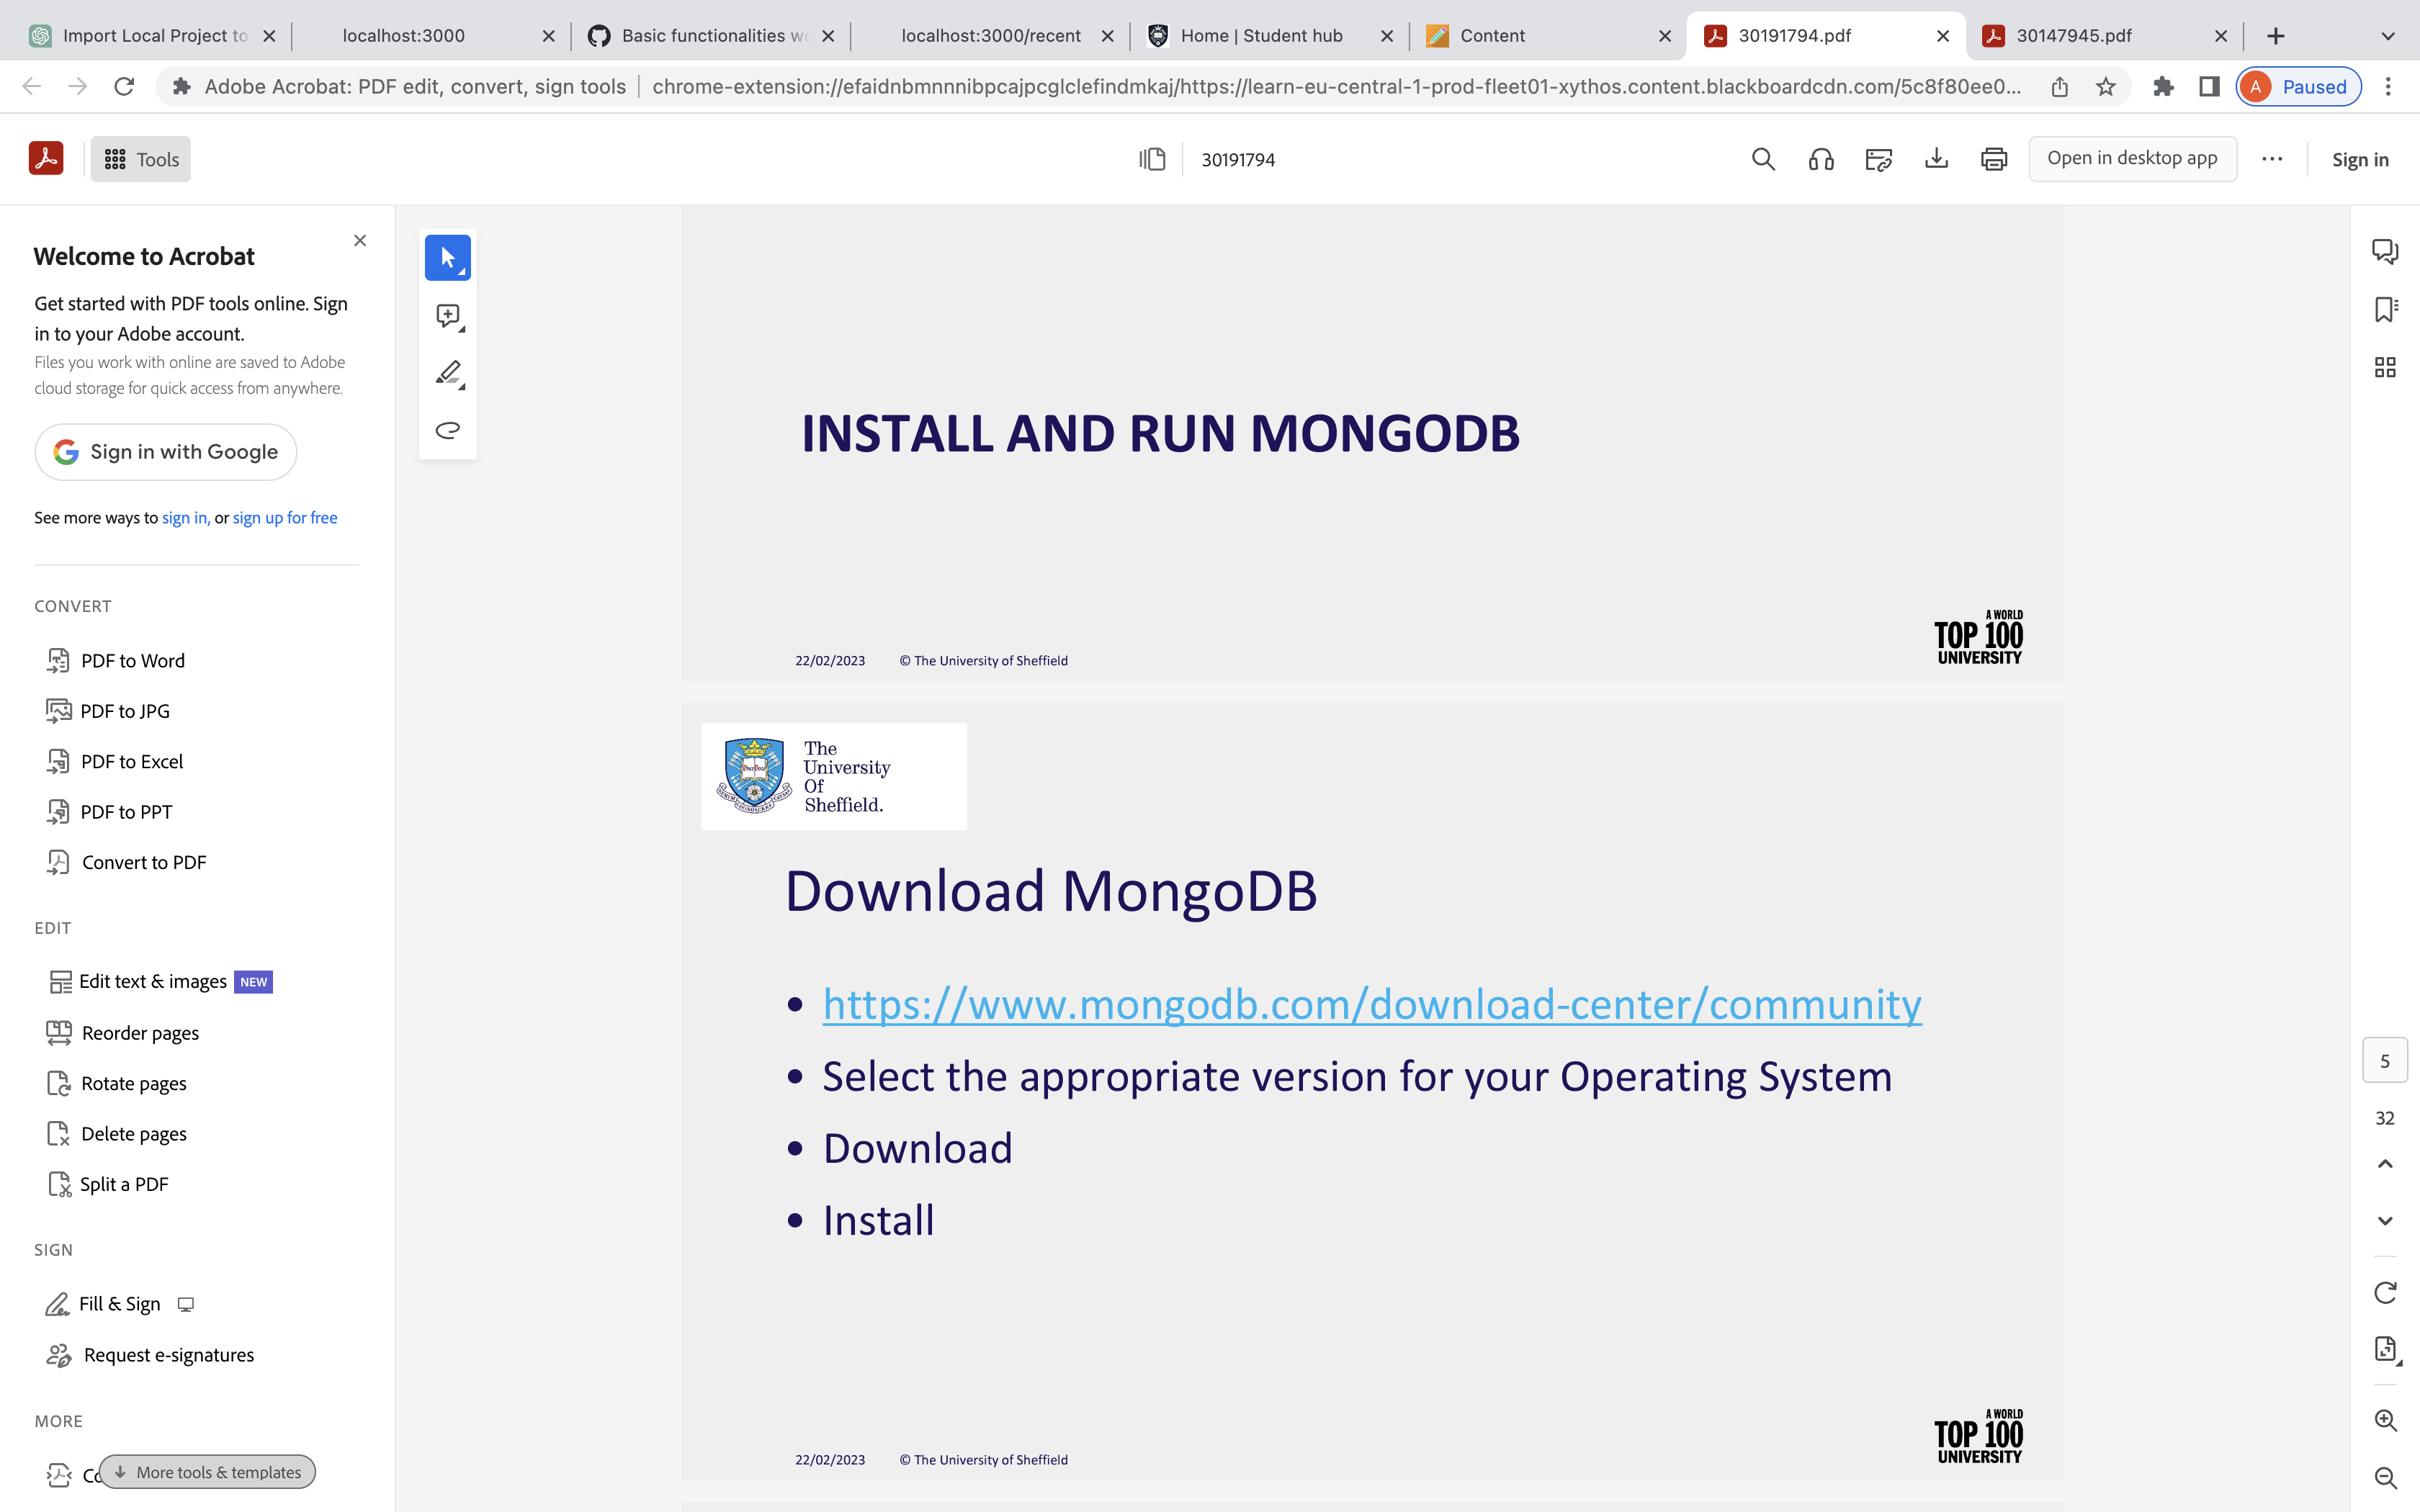 Import Local Project to
localhost:3000
Basic functionalities wo
localhost:3000/recent
Home | Student hub
Content
30191794.pdf
30147945.pdf
Adobe Acrobat: PDF edit, convert, sign tools
chrome-extension://efaidnbmnnnibpcajpcglclefindmkaj/https://learn-eu-central-1-prod-fleet01-xythos.content.blackboardcdn.com/5c8f80ee0...
A
Paused
Tools
30191794
Open in desktop app
Sign in
Welcome to Acrobat
Get started with PDF tools online. Sign
in to your Adobe account.
Files you work with online are saved to Adobe
cloud storage for quick access from anywhere.
Sign in with Google
See more ways to sign in, or sign up for free
CONVERT
PDF to Word
PDF to JPG
PDF to Excel
PDF to PPT
Convert to PDF
EDIT
Edit text & images NEW
Reorder pages
Rotate pages
Delete pages
Split a PDF
SIGN
Fill & Sign
Request e-signatures
MORE
More tools & templates
INSTALL AND RUN MONGODB
22/02/2023 © The University of Sheffield
A WORLD
TOP 100
UNIVERSITY
The
University
Of
Sheffield.
Download MongoDB
• https://www.mongodb.com/download-center/community
• Select the appropriate version for your Operating System
• Download
• Install
22/02/2023 © The University of Sheffield
A WORLD
TOP 100
UNIVERSITY
5
32